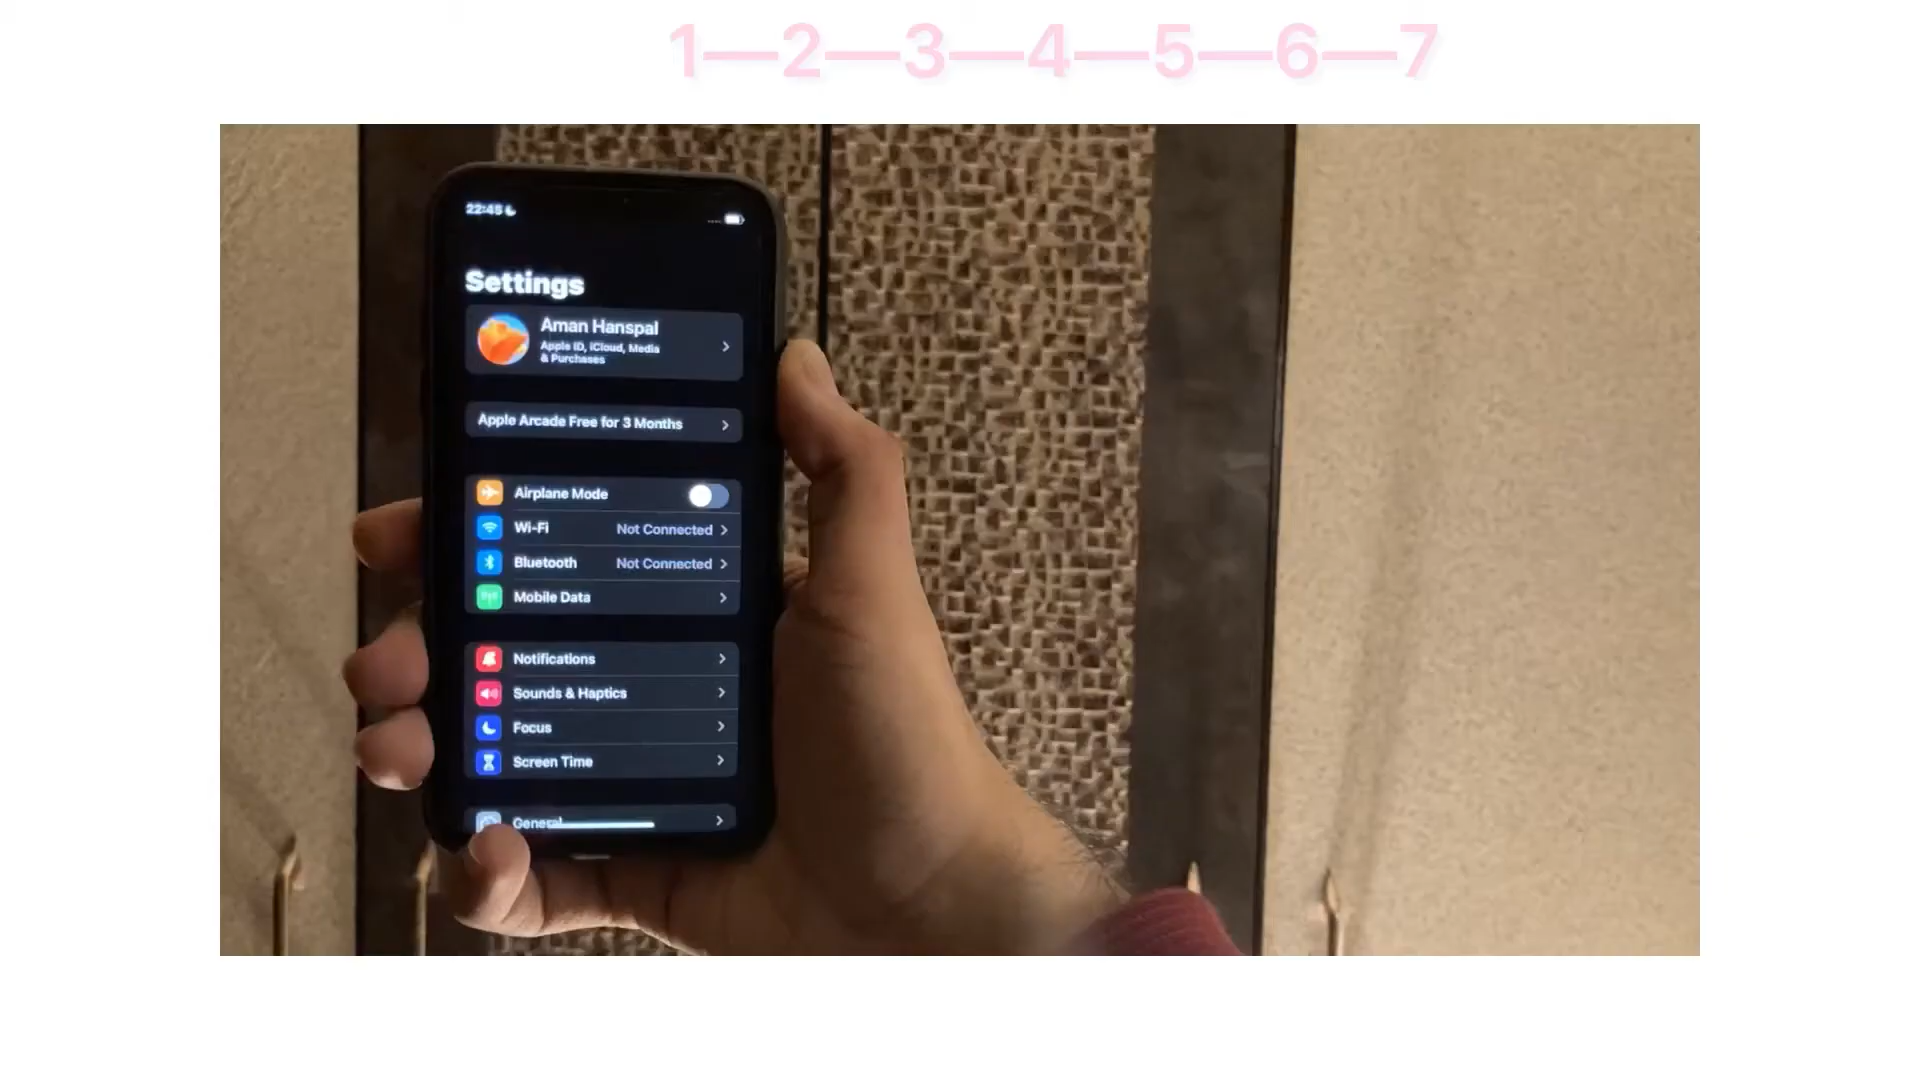 1—2—3—4—5—6—7
22:45
Settings
Aman Hanspal
Apple ID, iCloud, Media
& Purchases
Apple Arcade Free for 3 Months
Airplane Mode
Wi-Fi Not Connected
Bluetooth Not Connected
Mobile Data
Notifications
Sounds & Haptics
Focus
Screen Time
General